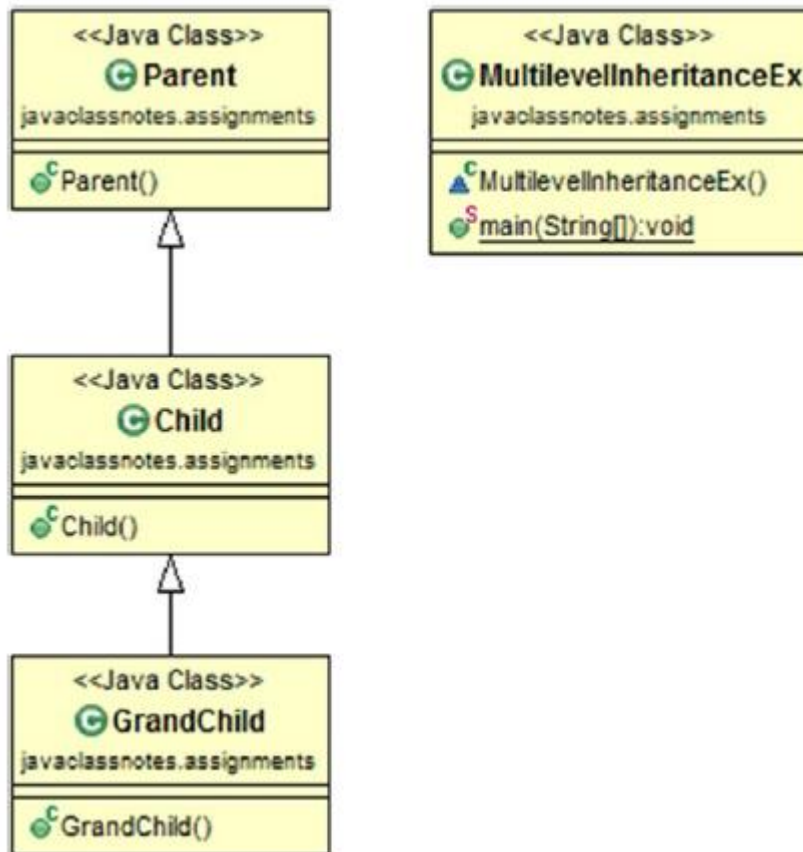 <<Java Class>>
Parent
javaclassnotes.assignments
Parent()
<<Java Class>>
MultilevelInheritanceEx
javaclassnotes.assignments
MultilevelInheritanceEx()
main(String[]):void
<<Java Class>>
Child
javaclassnotes.assignments
Child()
<<Java Class>>
GrandChild
javaclassnotes.assignments
GrandChild()